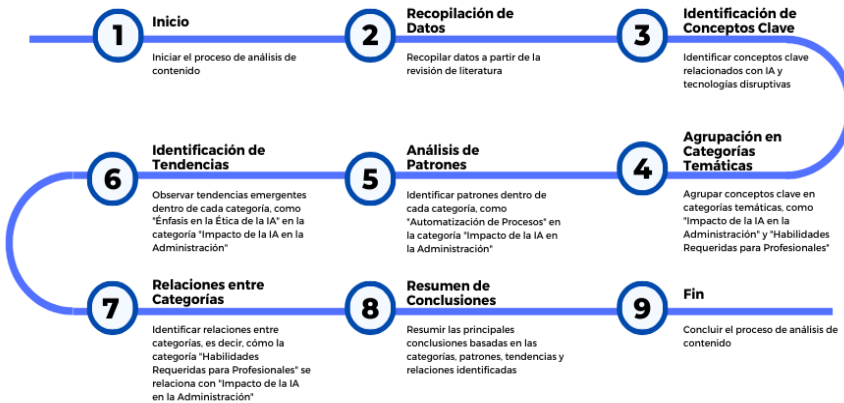 1
Inicio
Iniciar el proceso de análisis de
contenido
2
Recopilación de
Datos
Recopilar datos a partir de la
revisión de literatura
3
Identificación de
Conceptos Clave
Identificar conceptos clave
relacionados con IA y
tecnologías disruptivas
4
Agrupación en
Categorías
Temáticas
Agrupar conceptos clave en
categorías temáticas, como
"Impacto de la IA en la
Administración" y "Habilidades
Requeridas para Profesionales"
5
Análisis de
Patrones
Identificar patrones dentro de
cada categoría, como
"Automatización de Procesos" en
la categoría "Impacto de la IA en
la Administración"
6
Identificación de
Tendencias
Observar tendencias emergentes
dentro de cada categoría, como
"Énfasis en la Ética de la IA" en la
categoría "Impacto de la IA en la
Administración"
7
Relaciones entre
Categorías
Identificar relaciones entre
categorías, es decir, cómo la
categoría "Habilidades
Requeridas para Profesionales" se
relaciona con "Impacto de la IA
en la Administración"
8
Resumen de
Conclusiones
Resumir las principales
conclusiones basadas en las
categorías, patrones, tendencias y
relaciones identificadas
9
Fin
Concluir el proceso de análisis de
contenido